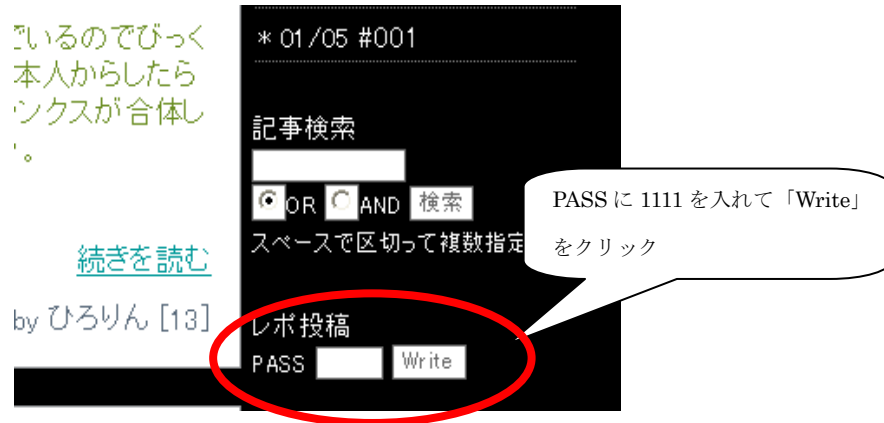 でいるのでびっく
本人からしたら
ンクスが合体し
。
続きを読む
by ひろりん [13]
* 01/05 #001
記事検索
OR AND 検索
スペースで区切って複数指定
レポ投稿
PASS Write
PASS に 1111 を入れて「Write」
をクリック